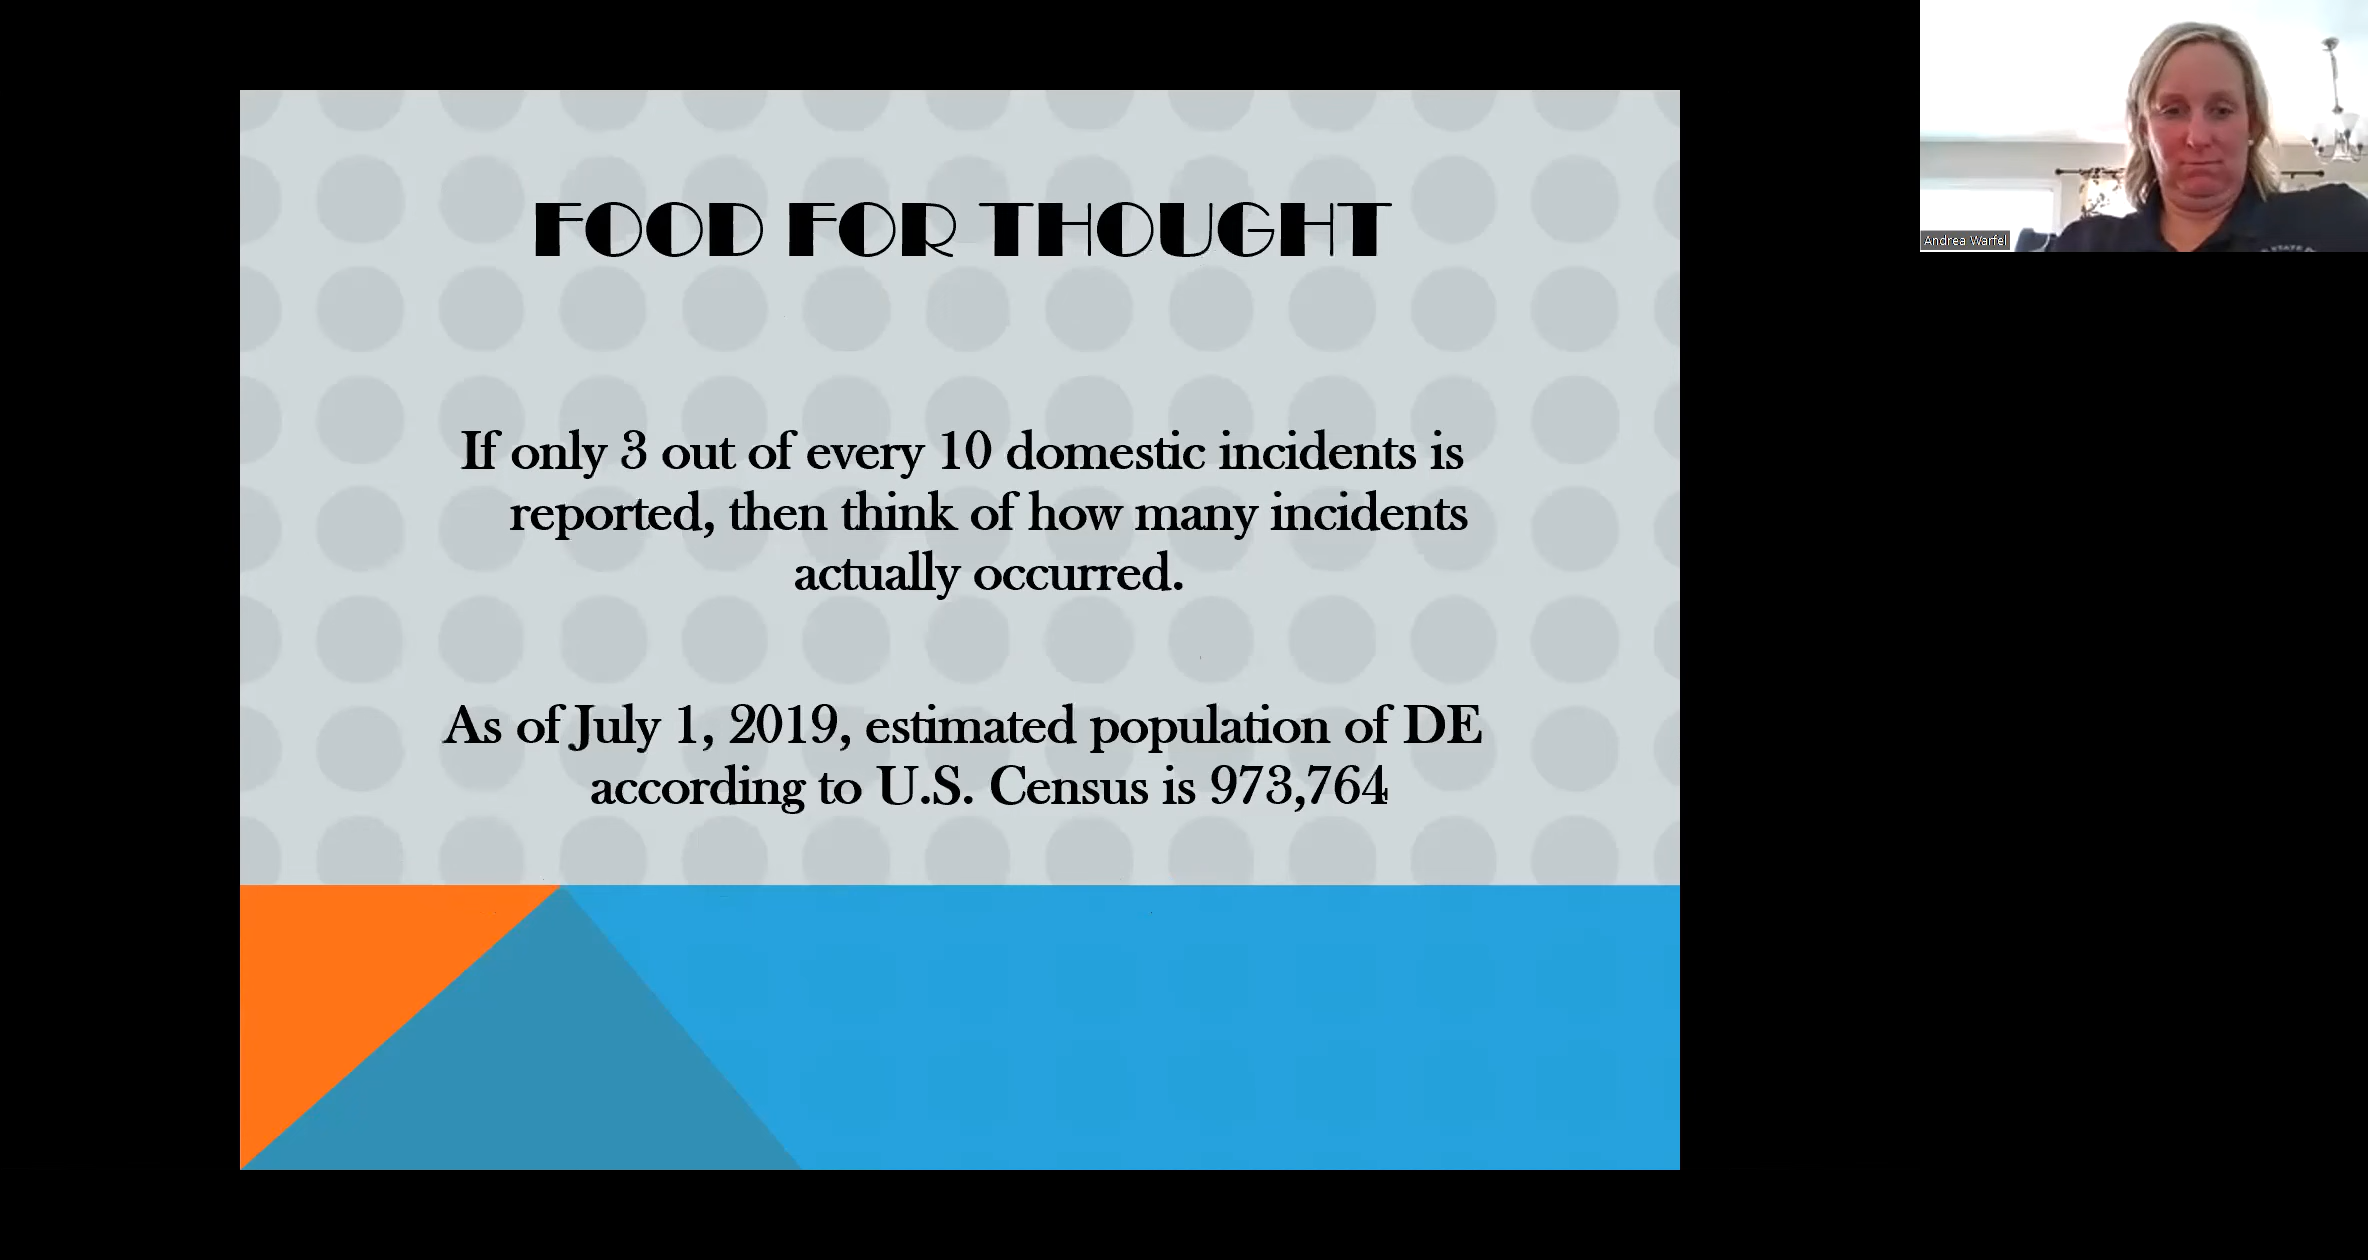 FOOD FOR THOUGHT
If only 3 out of every 10 domestic incidents is
reported, then think of how many incidents
actually occurred.
As of July 1, 2019, estimated population of DE
according to U.S. Census is 973,764
Andrea Warfel
STATE